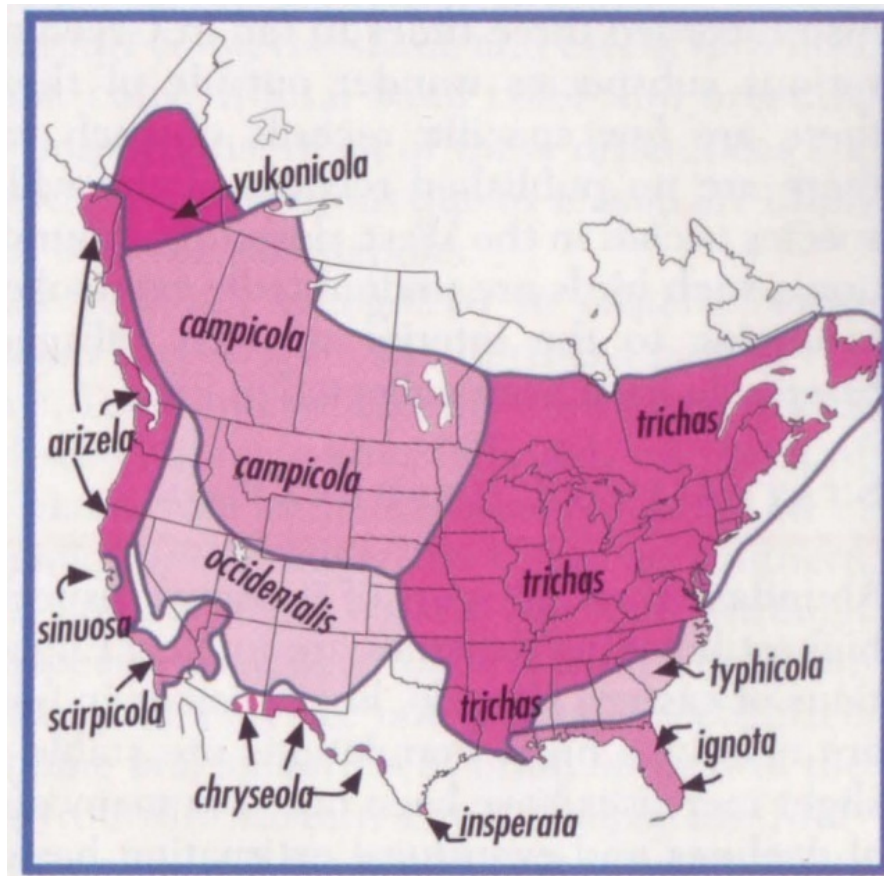 yukonicola
campicola
trichas
arizela
campicola
occidentalis
trichas
sinuosa
typhicola
scirpicola
trichas
ignota
chryseola
insperata